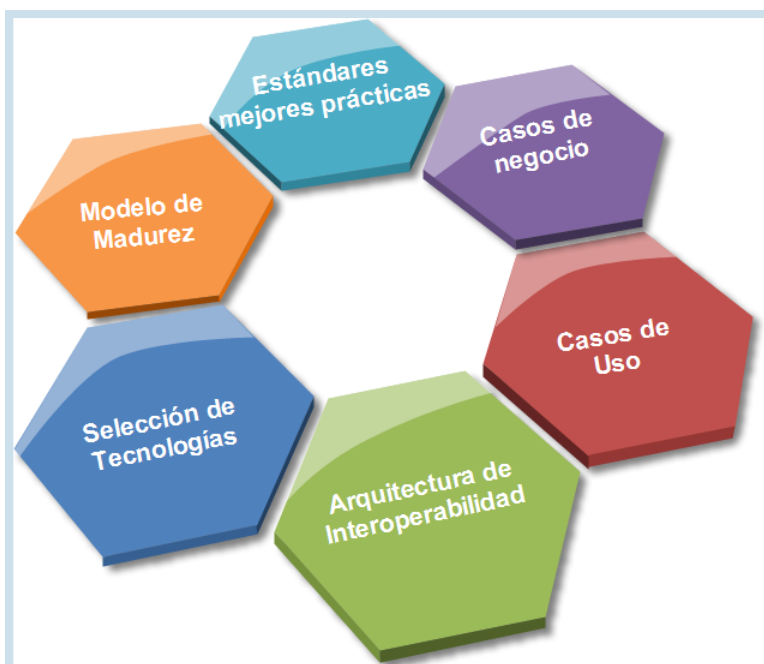 Estándares
mejores prácticas
Casos de
negocio
Modelo de
Madurez
Casos de
Uso
Selección de
Tecnologías
Arquitectura de
Interoperabilidad